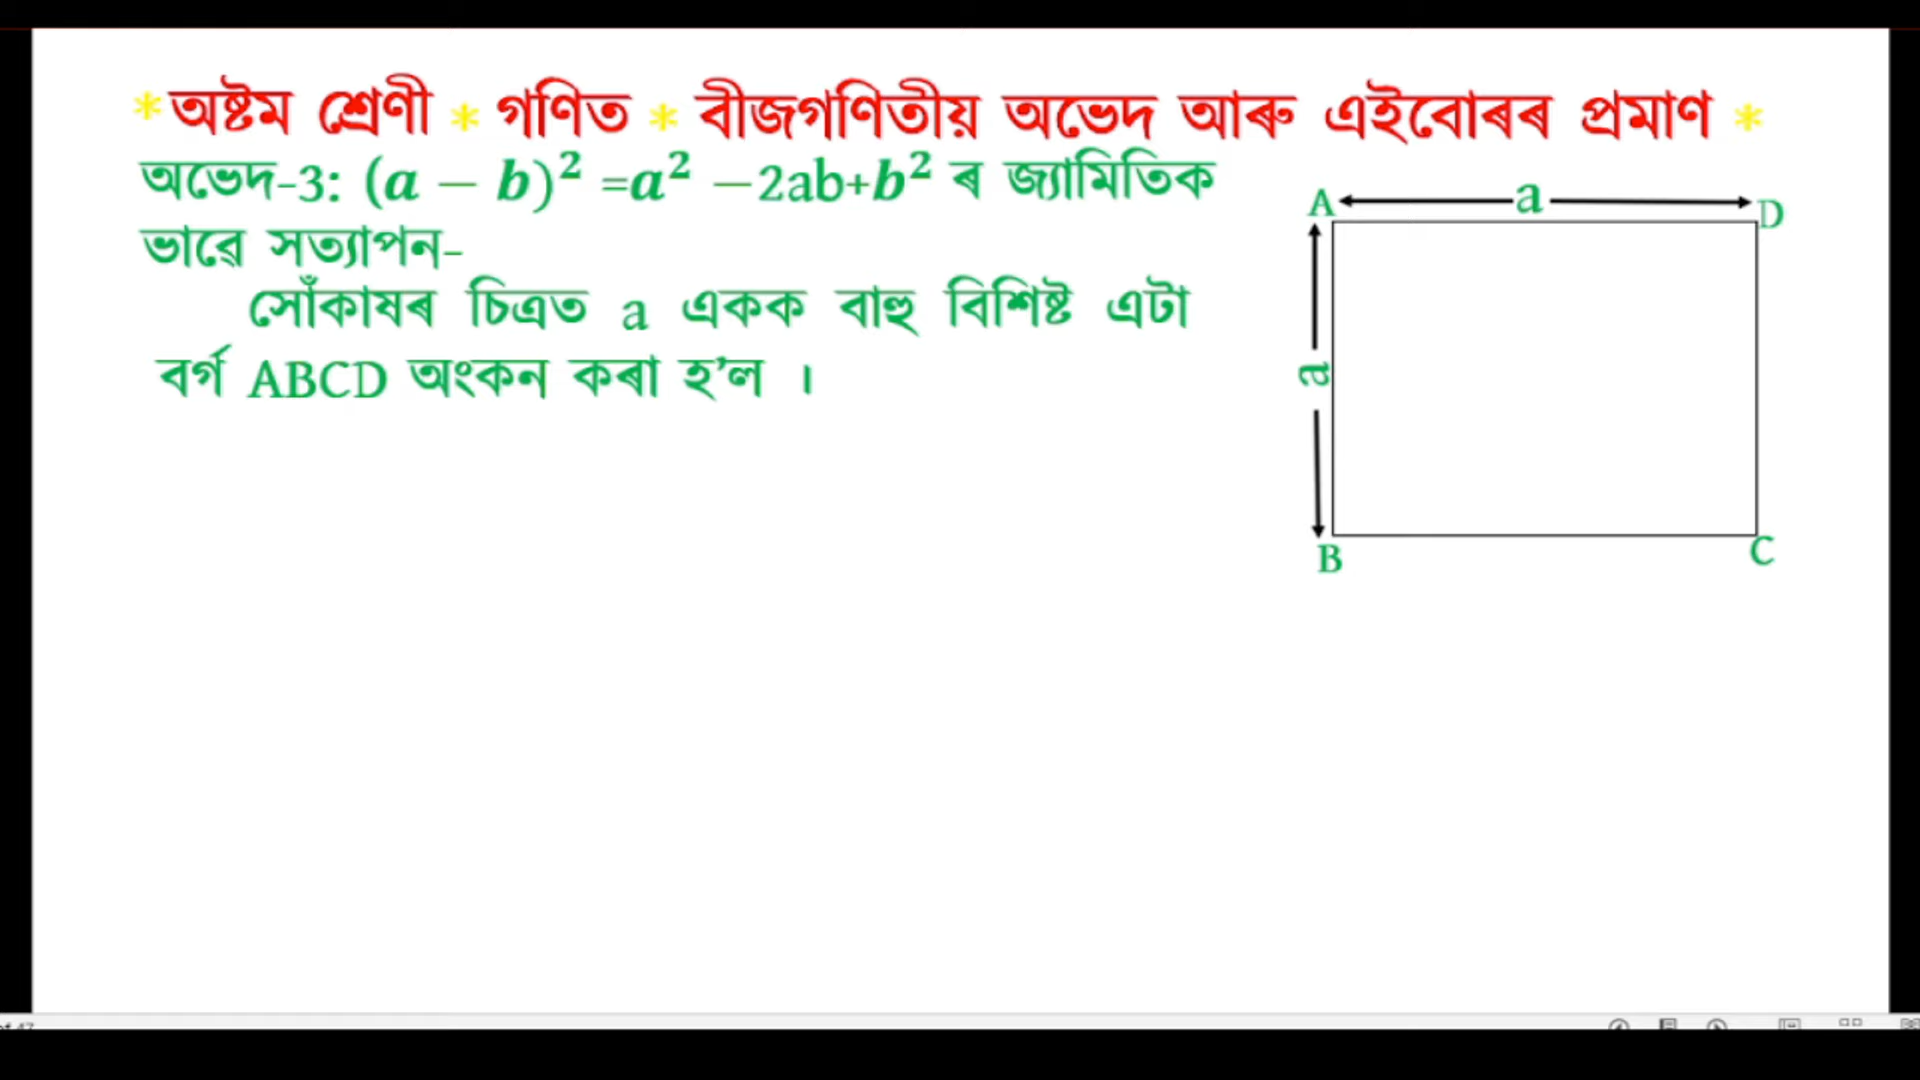 *অষ্টম শ্ৰেণী * গণিত * বীজগণিতীয় অভেদ আৰু এইবোৰৰ প্ৰমাণ *
অভেদ-3: (a − b)² =a² −2ab+b² ৰ জ্যামিতিক
ভাৱে সত্যাপন-
সোঁকাষৰ চিত্ৰত a একক বাহু বিশিষ্ট এটা
বৰ্গ ABCD অংকন কৰা হ’ল ।
A a D
a
B C